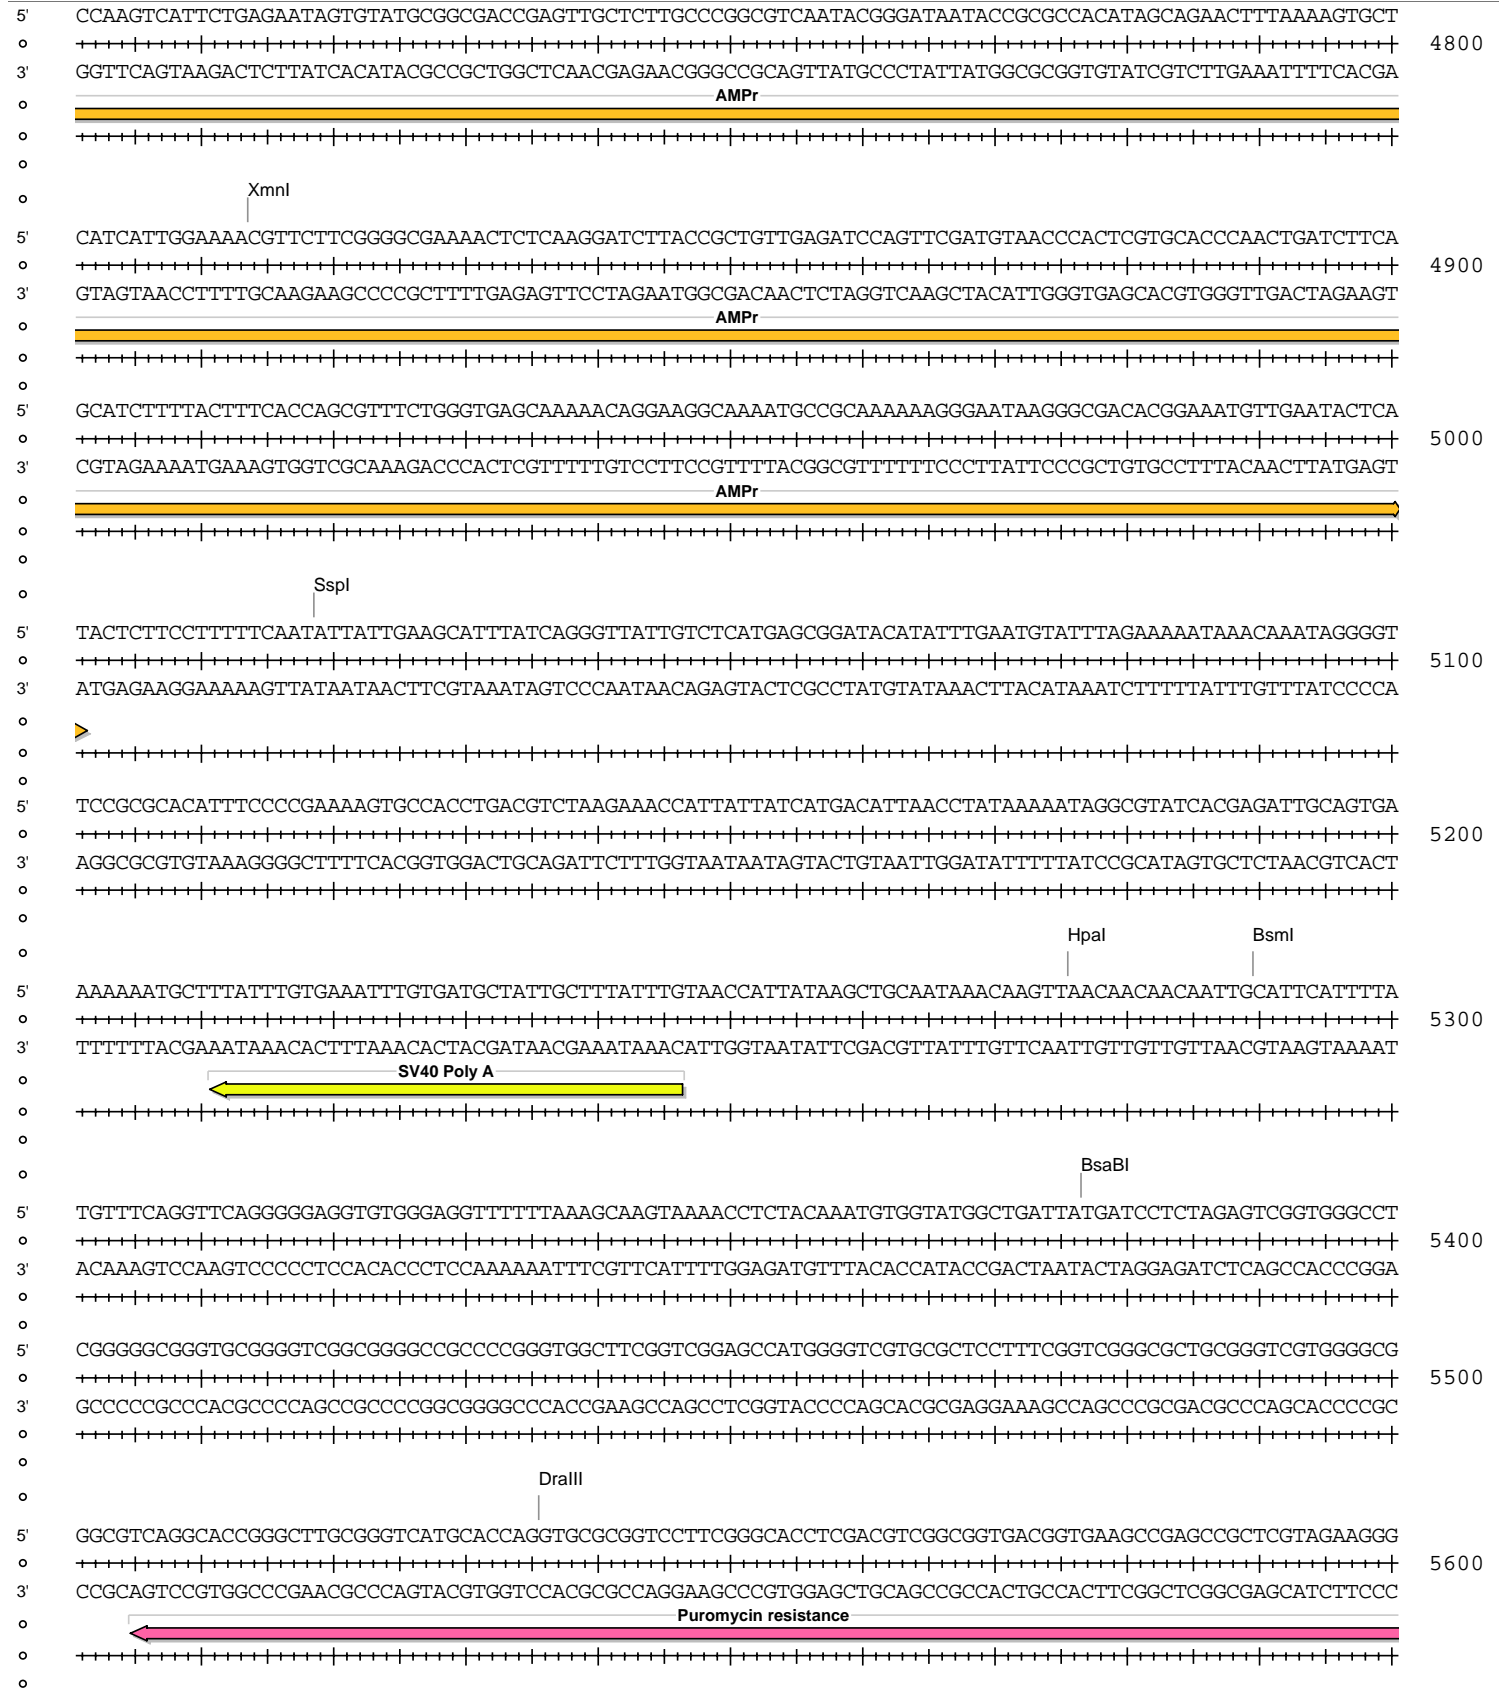 5' CCAAGTCATTCTGAGAATAGTGTATGCGGCGACCGAGTTGCTCTTGCCCGGCGTCAATACGGGATAATACCGCGCCACATAGCAGAACTTTAAAAGTGCT
4800
3' GGTTCAGTAAGACTCTTATCACATACGCCGCTGGCTCAACGAGAACGGGCCGCAGTTATGCCCTATTATGGCGCGGTGTATCGTCTTGAAATTTTCACGA
AMPr
XmnI
5' CATCATTGGAAAACGTTCTTCGGGGCGAAAACTCTCAAGGATCTTACCGCTGTTGAGATCCAGTTCGATGTAACCCACTCGTGCACCCAACTGATCTTCA
4900
3' GTAGTAACCTTTTGCAAGAAGCCCCGCTTTTGAGAGTTCCTAGAATGGCGACAACTCTAGGTCAAGCTACATTGGGTGAGCACGTGGGTTGACTAGAAGT
AMPr
5' GCATCTTTTACTTTCACCAGCGTTTCTGGGTGAGCAAAAACAGGAAGGCAAAATGCCGCAAAAAAGGGAATAAGGGCGACACGGAAATGTTGAATACTCA
5000
3' CGTAGAAAATGAAAGTGGTCGCAAAGACCCACTCGTTTTTGTCCTTCCGTTTTACGGCGTTTTTTCCCTTATTCCCGCTGTGCCTTTACAACTTATGAGT
AMPr
SspI
5' TACTCTTCCTTTTTCAATATTATTGAAGCATTTATCAGGGTTATTGTCTCATGAGCGGATACATATTTGAATGTATTTAGAAAAATAAACAAATAGGGGT
5100
3' ATGAGAAGGAAAAAGTTATAATAACTTCGTAAATAGTCCCAATAACAGAGTACTCGCCTATGTATAAACTTACATAAATCTTTTTATTTGTTTATCCCCA
5' TCCGCGCACATTTCCCCGAAAAGTGCCACCTGACGTCTAAGAAACCATTATTATCATGACATTAACCTATAAAAATAGGCGTATCACGAGATTGCAGTGA
5200
3' AGGCGCGTGTAAAGGGGCTTTTCACGGTGGACTGCAGATTCTTTGGTAATAATAGTACTGTAATTGGATATTTTTATCCGCATAGTGCTCTAACGTCACT
HpaI BsmI
5' AAAAAATGCTTTATTTGTGAAATTTGTGATGCTATTGCTTTATTTGTAACCATTATAAGCTGCAATAAACAAGTTAACAACAACAATTGCATTCATTTTA
5300
3' TTTTTTACGAAATAAACACTTTAAACACTACGATAACGAAATAAACATTGGTAATATTCGACGTTATTTGTTCAATTGTTGTTGTTAACGTAAGTAAAAT
SV40 Poly A
BsaBI
5' TGTTTCAGGTTCAGGGGGAGGTGTGGGAGGTTTTTTAAAGCAAGTAAAACCTCTACAAATGTGGTATGGCTGATTATGATCCTCTAGAGTCGGTGGGCCT
5400
3' ACAAAGTCCAAGTCCCCCTCCACACCCTCCAAAAAATTTCGTTCATTTTGGAGATGTTTACACCATACCGACTAATACTAGGAGATCTCAGCCACCCGGA
5' CGGGGGCGGGTGCGGGGTCGGCGGGGCCGCCCCGGGTGGCTTCGGTCGGAGCCATGGGGTCGTGCGCTCCTTTCGGTCGGGCGCTGCGGGTCGTGGGGCG
5500
3' GCCCCCGCCCACGCCCCAGCCGCCCCGGCGGGGCCCACCGAAGCCAGCCTCGGTACCCCAGCACGCGAGGAAAGCCAGCCCGCGACGCCCAGCACCCCGC
DraIII
5' GGCGTCAGGCACCGGGCTTGCGGGTCATGCACCAGGTGCGCGGTCCTTCGGGCACCTCGACGTCGGCGGTGACGGTGAAGCCGAGCCGCTCGTAGAAGGG
5600
3' CCGCAGTCCGTGGCCCGAACGCCCAGTACGTGGTCCACGCGCCAGGAAGCCCGTGGAGCTGCAGCCGCCACTGCCACTTCGGCTCGGCGAGCATCTTCCC
Puromycin resistance